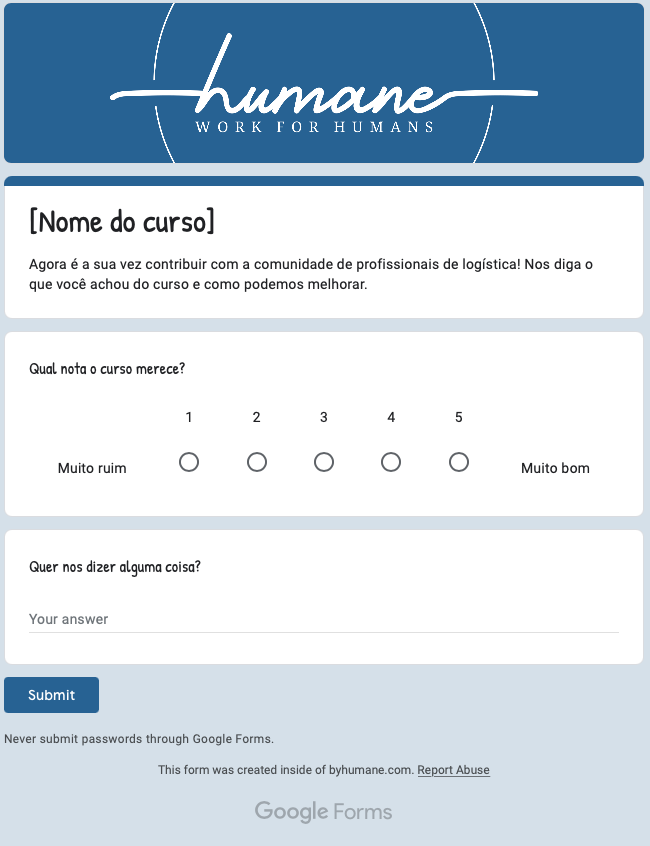 humane
WORK FOR HUMANS
[Nome do curso]
Agora é a sua vez contribuir com a comunidade de profissionais de logística! Nos diga o
que você achou do curso e como podemos melhorar.
Qual nota o curso merece?
1 2 3 4 5
Muito ruim Muito bom
Quer nos dizer alguma coisa?
Your answer
Submit
Never submit passwords through Google Forms.
This form was created inside of byhumane.com. Report Abuse
Google Forms